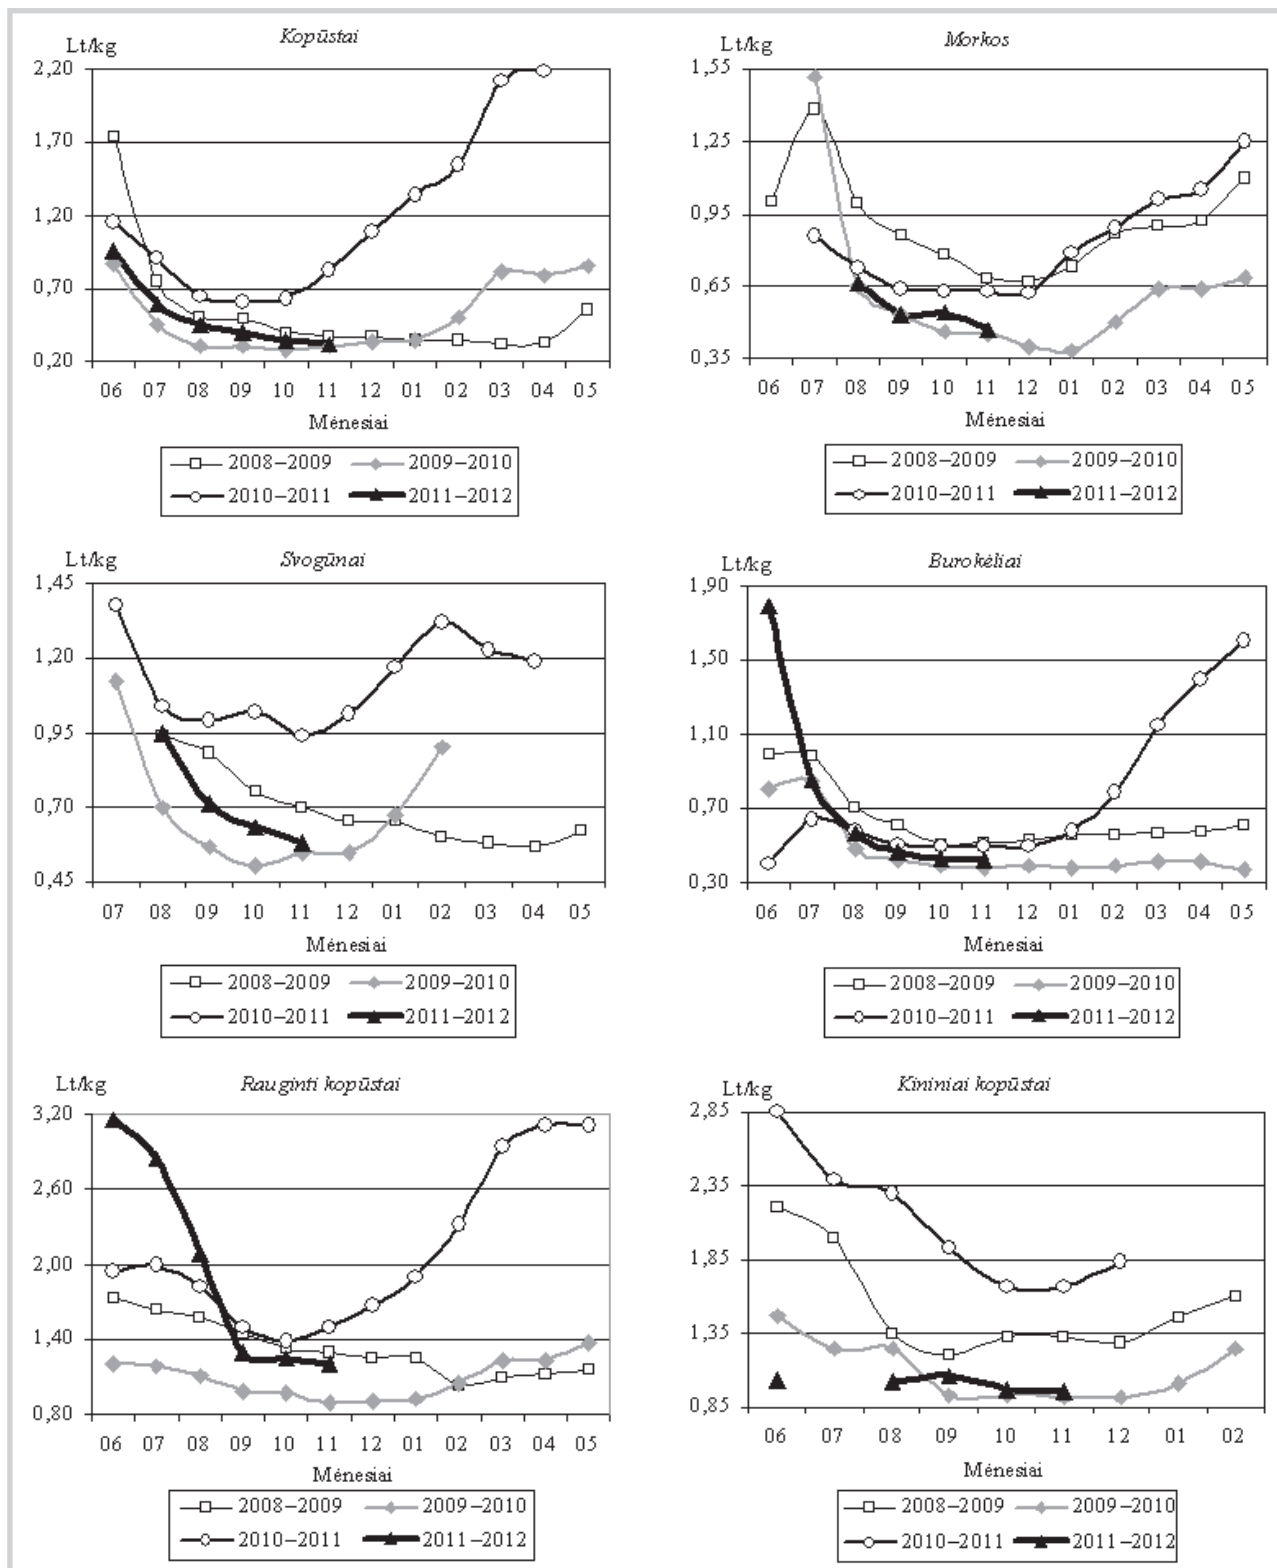 Kopūstai
Lt/kg
2,20
1,70
1,20
0,70
0,20
06 07 08 09 10 11 12 01 02 03 04 05
Mėnesiai
2008–2009 2009–2010
2010–2011 2011–2012
Morkos
Lt/kg
1,55
1,25
0,95
0,65
0,35
06 07 08 09 10 11 12 01 02 03 04 05
Mėnesiai
2008–2009 2009–2010
2010–2011 2011–2012
Svogūnai
Lt/kg
1,45
1,20
0,95
0,70
0,45
07 08 09 10 11 12 01 02 03 04 05
Mėnesiai
2008–2009 2009–2010
2010–2011 2011–2012
Burokėliai
Lt/kg
1,90
1,50
1,10
0,70
0,30
06 07 08 09 10 11 12 01 02 03 04 05
Mėnesiai
2008–2009 2009–2010
2010–2011 2011–2012
Rauginti kopūstai
Lt/kg
3,20
2,60
2,00
1,40
0,80
06 07 08 09 10 11 12 01 02 03 04 05
Mėnesiai
2008–2009 2009–2010
2010–2011 2011–2012
Kininiai kopūstai
Lt/kg
2,85
2,35
1,85
1,35
0,85
06 07 08 09 10 11 12 01 02
Mėnesiai
2008–2009 2009–2010
2010–2011 2011–2012